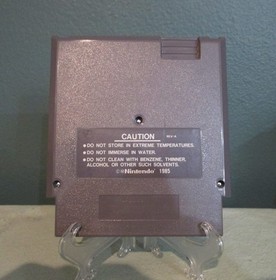 CAUTION
•DO NOT STORE IN EXTREME TEMPERATURES.
•DO NOT IMMERSE IN WATER.
•DO NOT CLEAN WITH BENZENE, THINNER,
ALCOHOL OR OTHER SUCH SOLVENTS.
©®Nintendo 1985